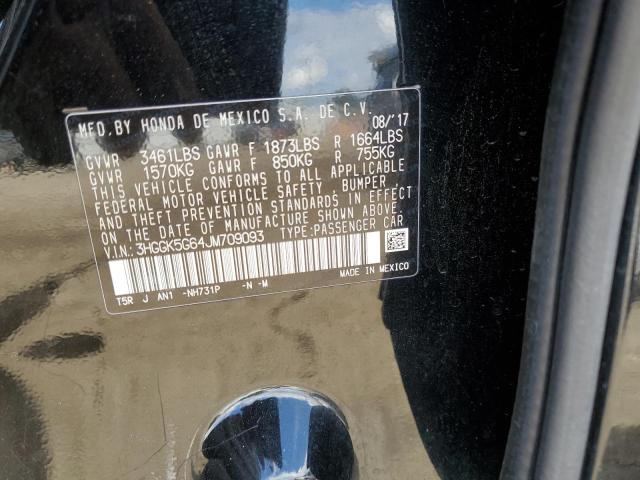 MFD. BY HONDA DE MEXICO S.A. DE C.V.
08/'17
GVWR 3461LBS GAWR F 1873LBS R 1664LBS
GVWR 1570KG GAWR F 850KG R 755KG
THIS VEHICLE CONFORMS TO ALL APPLICABLE
FEDERAL MOTOR VEHICLE SAFETY, BUMPER
AND THEFT PREVENTION STANDARDS IN EFFECT
ON THE DATE OF MANUFACTURE SHOWN ABOVE.
V.I.N.: 3HGGK5G64JM709093 TYPE:PASSENGER CAR
MADE IN MEXICO
T5R J AN1 -NH731P -N -M